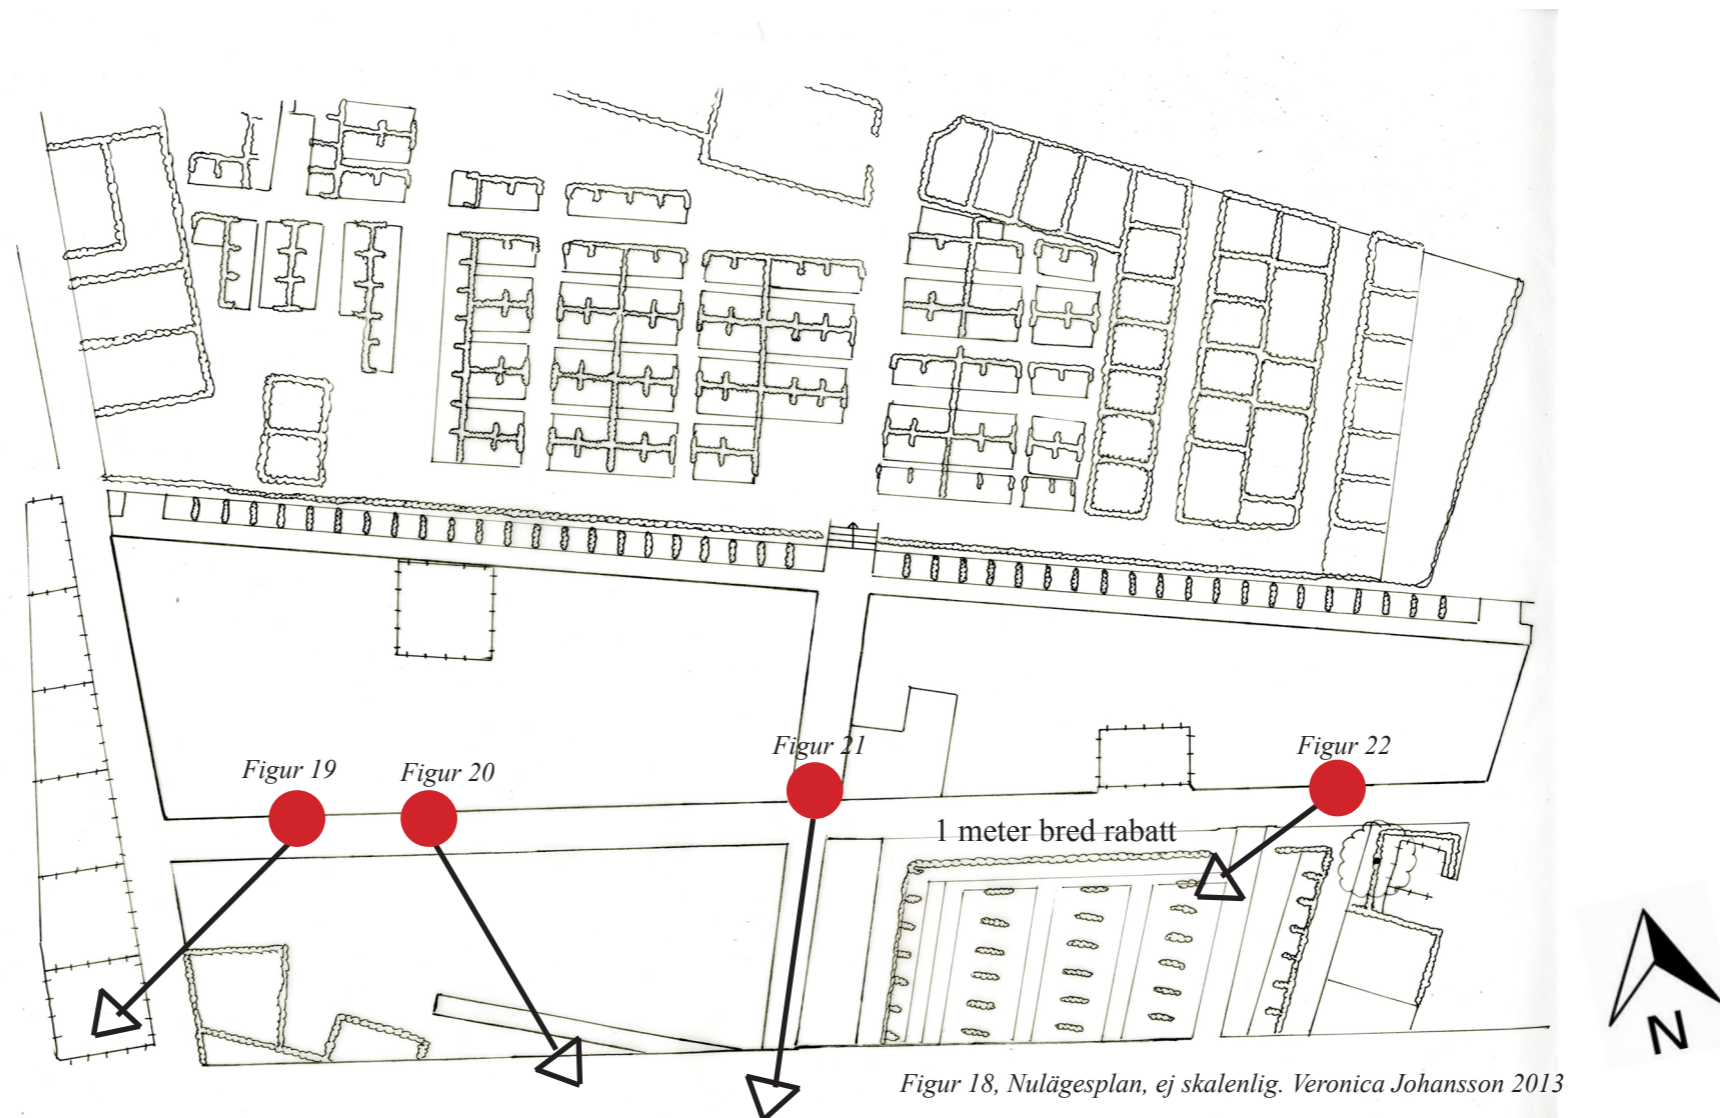 Figur 19
Figur 20
Figur 21
Figur 22
1 meter bred rabatt
N
Figur 18, Nulägesplan, ej skalenlig. Veronica Johansson 2013